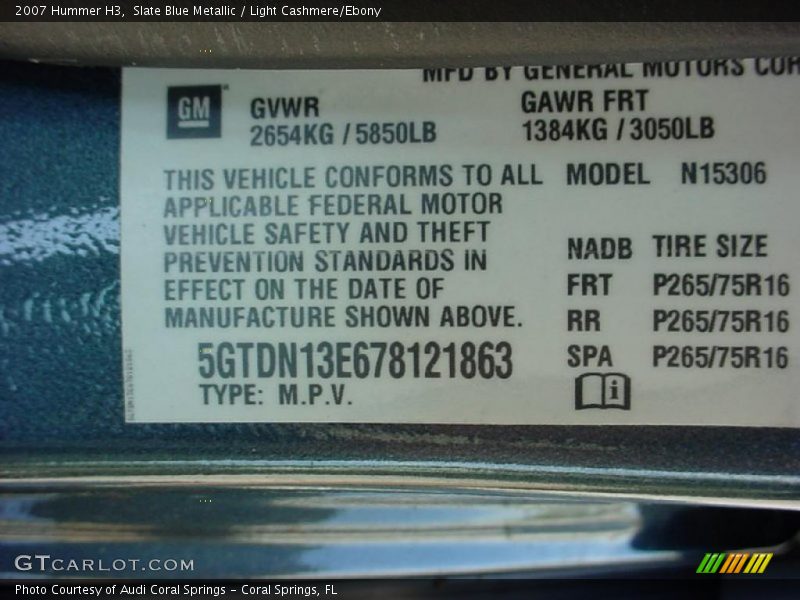 2007 Hummer H3, Slate Blue Metallic / Light Cashmere/Ebony
MFD BY GENERAL MOTORS COR
GM
GVWR GAWR FRT
2654KG / 5850LB 1384KG / 3050LB
THIS VEHICLE CONFORMS TO ALL MODEL N15306
APPLICABLE FEDERAL MOTOR
VEHICLE SAFETY AND THEFT NADB TIRE SIZE
PREVENTION STANDARDS IN
EFFECT ON THE DATE OF FRT P265/75R16
MANUFACTURE SHOWN ABOVE. RR P265/75R16
5GTDN13E678121863 SPA P265/75R16
TYPE: M.P.V.
i
GTCARLOT.COM
Photo Courtesy of Audi Coral Springs - Coral Springs, FL